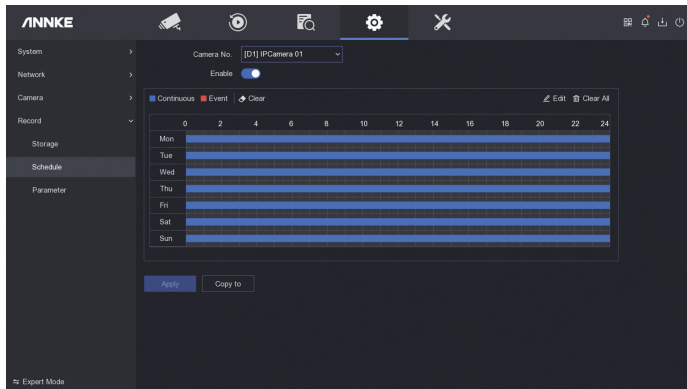 ANNKE
System
Network
Camera
Record
Storage
Schedule
Parameter
Expert Mode
Camera No. [D1] IPCamera 01
Enable
Continuous Event Clear Edit Clear All
0 2 4 6 8 10 12 14 16 18 20 22 24
Mon
Tue
Wed
Thu
Fri
Sat
Sun
Apply Copy to